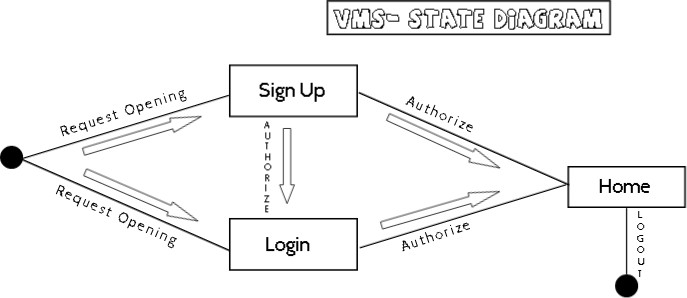 VMS- STATE DiAGRAM
Request Opening
Sign Up
Authorize
AUTHORIZE
Home
Request Opening
Login
Authorize
LOGOUT